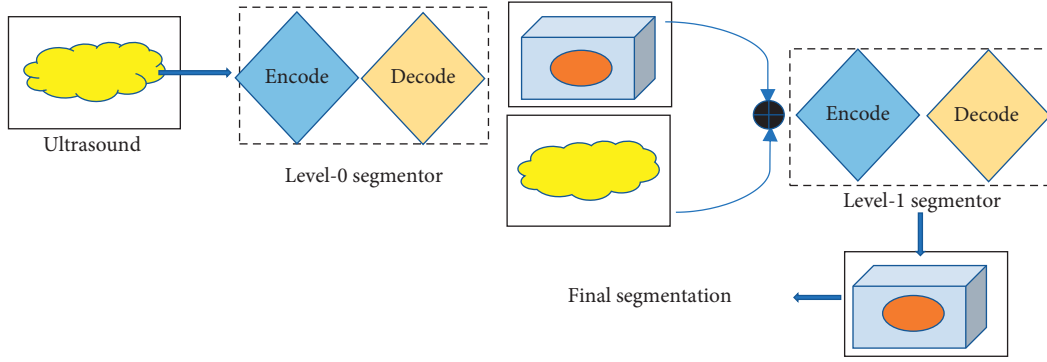 Ultrasound
Encode
Decode
Level-0 segmentor
Encode
Decode
Level-1 segmentor
Final segmentation